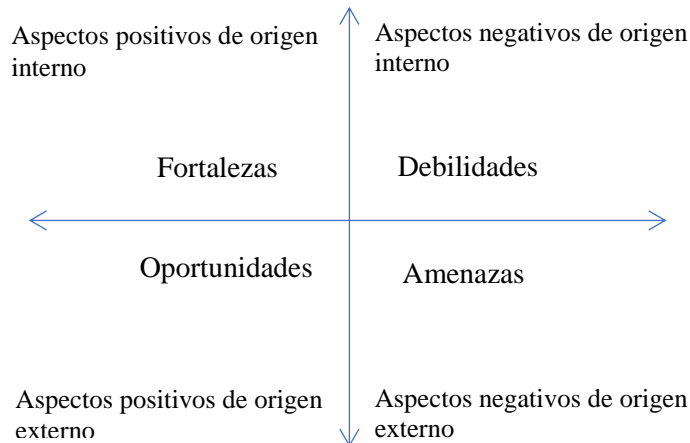 Aspectos positivos de origen
interno
Aspectos negativos de origen
interno
Fortalezas
Debilidades
Oportunidades
Amenazas
Aspectos positivos de origen
externo
Aspectos negativos de origen
externo